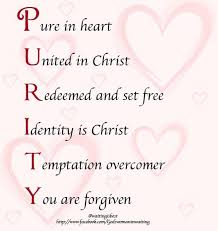 Pure in heart
United in Christ
Redeemed and set free
Identity is Christ
Temptation overcomer
You are forgiven